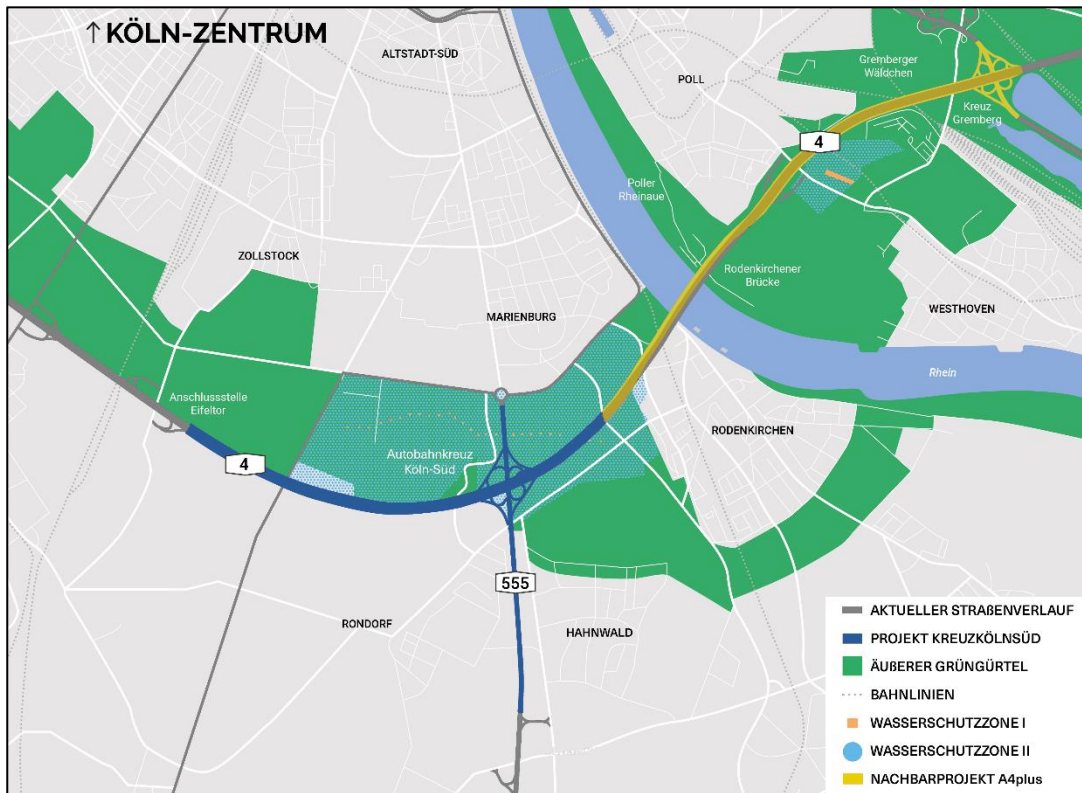 ↑ KÖLN-ZENTRUM
ALTSTADT-SÜD
POLL
Gremberger
Wäldchen
Kreuz
Gremberg
4
Poller
Rheinaue
ZOLLSTOCK
Rodenkirchener
Brücke
WESTHOVEN
MARIENBURG
Rhein
Anschlussstelle
Eifeltor
RODENKIRCHEN
Autobahnkreuz
Köln-Süd
4
555
RONDORF
HAHNWALD
AKTUELLER STRAßENVERLAUF
PROJEKT KREUZKÖLNSÜD
ÄUßERER GRÜNGÜRTEL
BAHNLINIEN
WASSERSCHUTZZONE I
WASSERSCHUTZZONE II
NACHBARPROJEKT A4plus